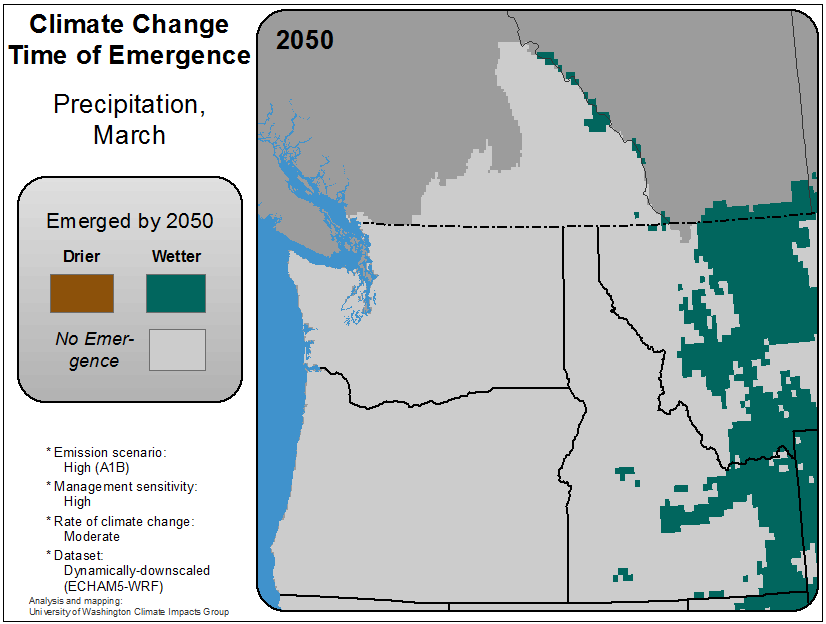 Climate Change
Time of Emergence
Precipitation,
March
2050
Emerged by 2050
Drier
Wetter
No Emer-
gence
* Emission scenario:
High (A1B)
* Management sensitivity:
High
* Rate of climate change:
Moderate
* Dataset:
Dynamically-downscaled
(ECHAM5-WRF)
Analysis and mapping:
University of Washington Climate Impacts Group